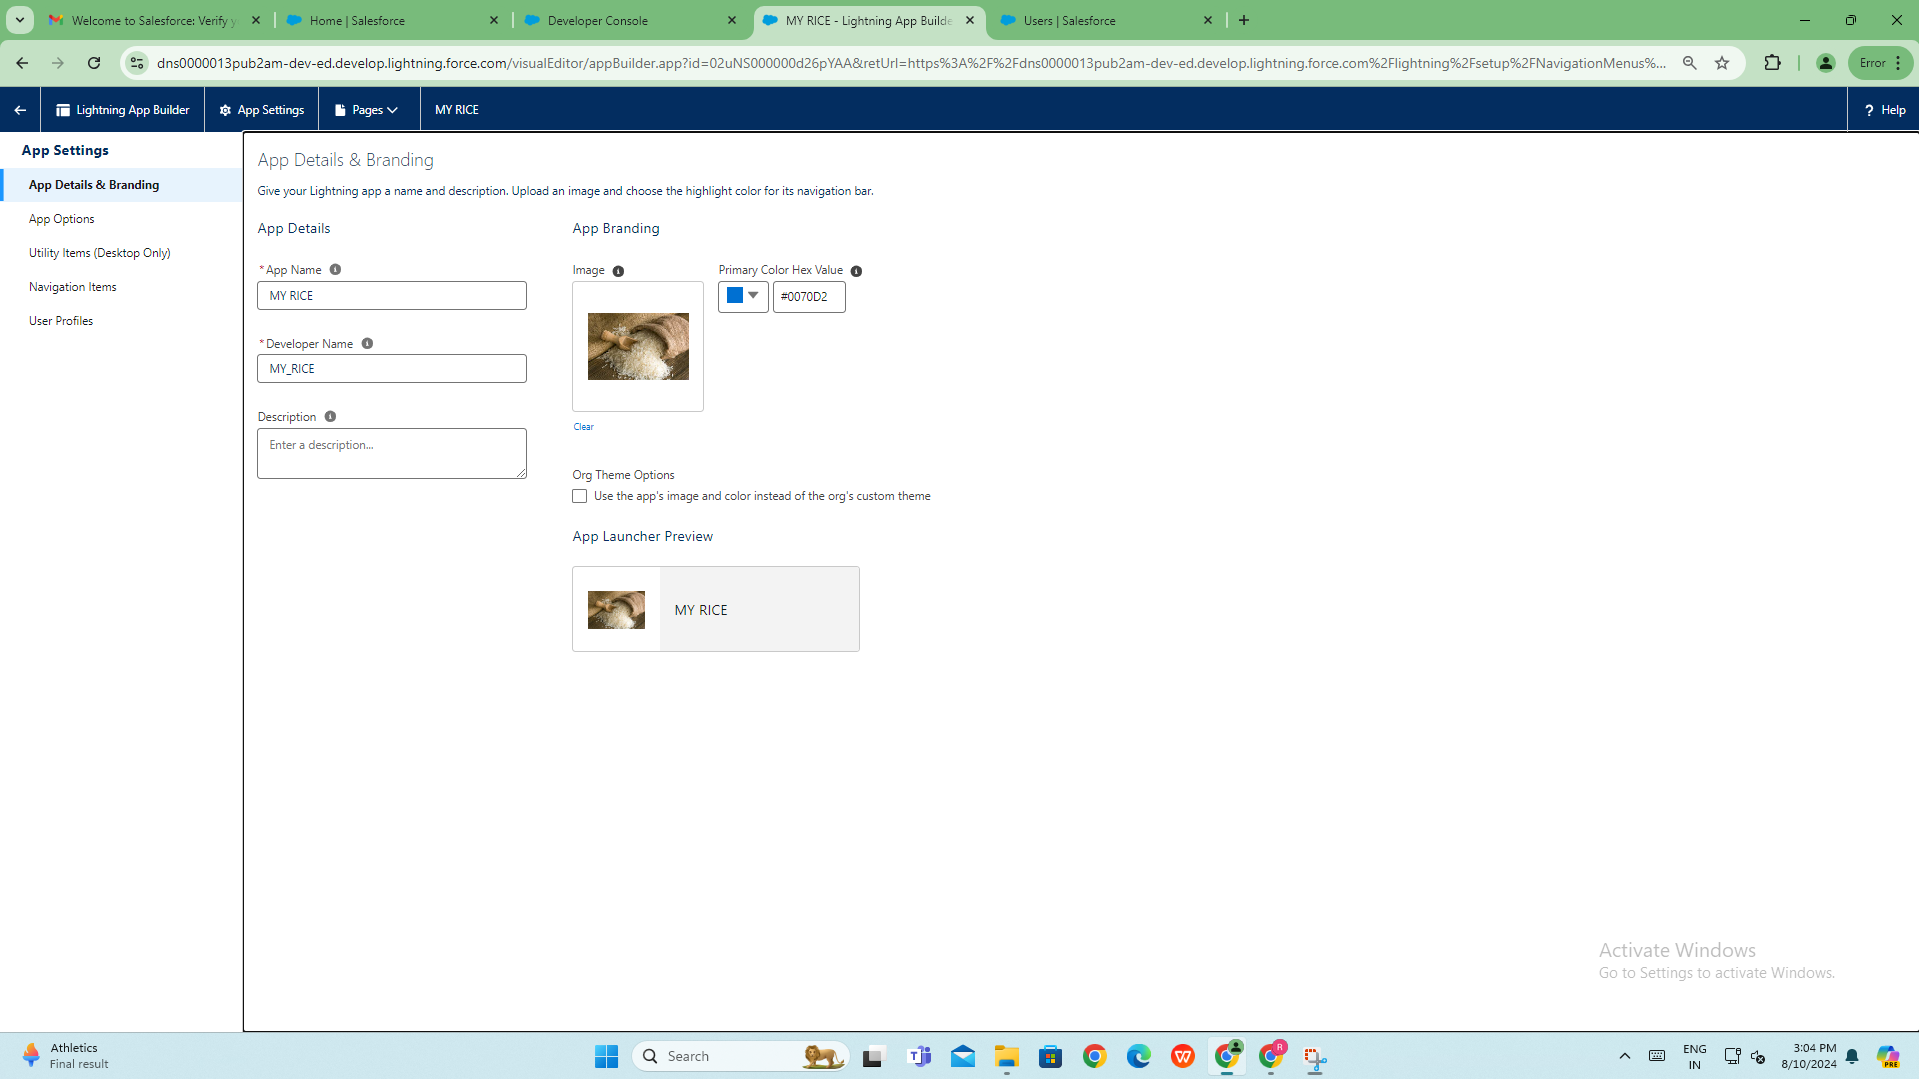 Welcome to Salesforce: Verify y
Home | Salesforce
Developer Console
MY RICE - Lightning App Builde
Users | Salesforce
dns0000013pub2am-dev-ed.develop.lightning.force.com/visualEditor/appBuilder.app?id=02uNS000000d26pYAA&retUrl=https%3A%2F%2Fdns0000013pub2am-dev-ed.develop.lightning.force.com%2Flightning%2Fsetup%2FNavigationMenus%...
Error
Lightning App Builder
App Settings
Pages
MY RICE
? Help
App Settings
App Details & Branding
App Options
Utility Items (Desktop Only)
Navigation Items
User Profiles
App Details & Branding
Give your Lightning app a name and description. Upload an image and choose the highlight color for its navigation bar.
App Details
*App Name
MY RICE
*Developer Name
MY_RICE
Description
Enter a description...
App Branding
Image
Primary Color Hex Value
#0070D2
Clear
Org Theme Options
Use the app's image and color instead of the org's custom theme
App Launcher Preview
MY RICE
Activate Windows
Go to Settings to activate Windows.
Athletics
Final result
Search
R
ENG
IN
3:04 PM
8/10/2024
PRE